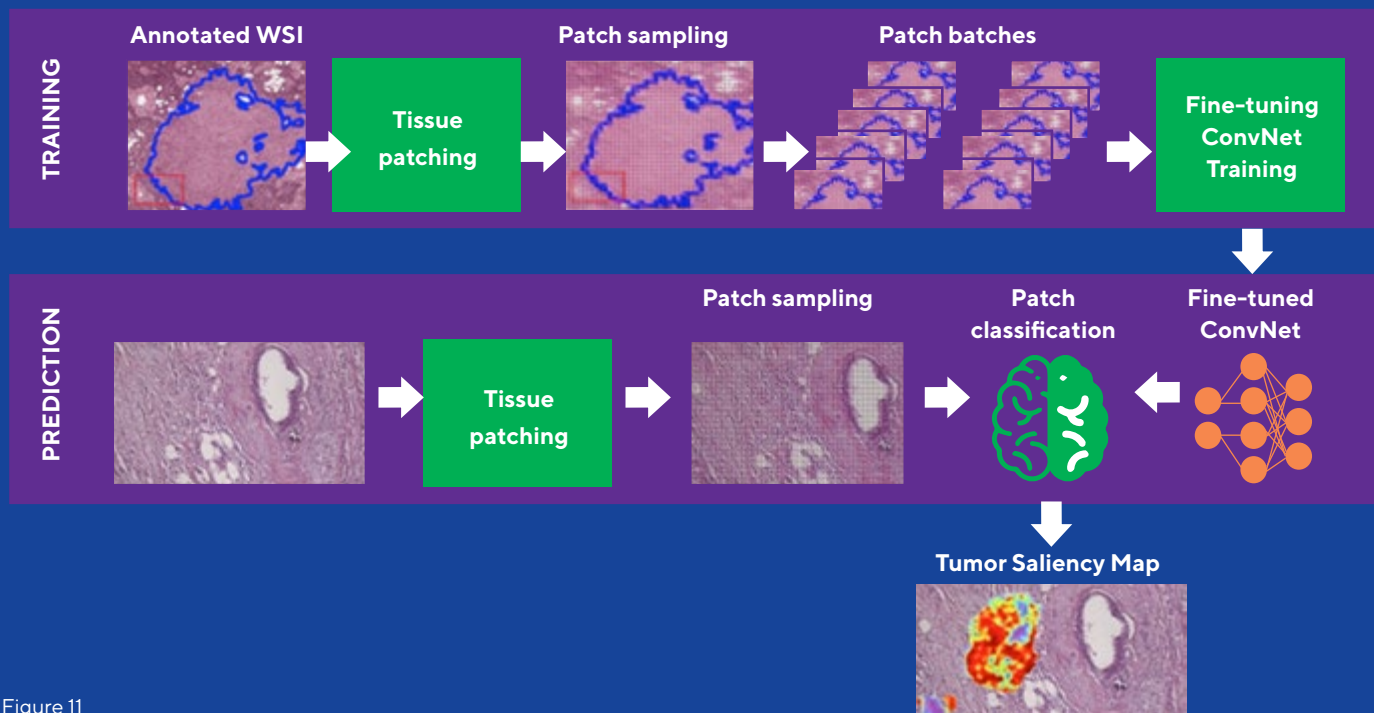 TRAINING
Annotated WSI
Tissue
patching
Patch sampling
Patch batches
Fine-tuning
ConvNet
Training
PREDICTION
Tissue
patching
Patch sampling
Patch
classification
Fine-tuned
ConvNet
Tumor Saliency Map
Figure 11